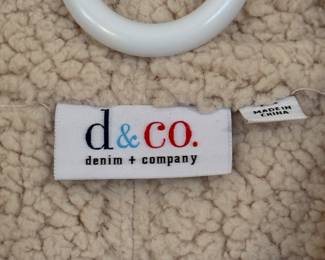 d&co.
denim + company
MADE IN
CHINA